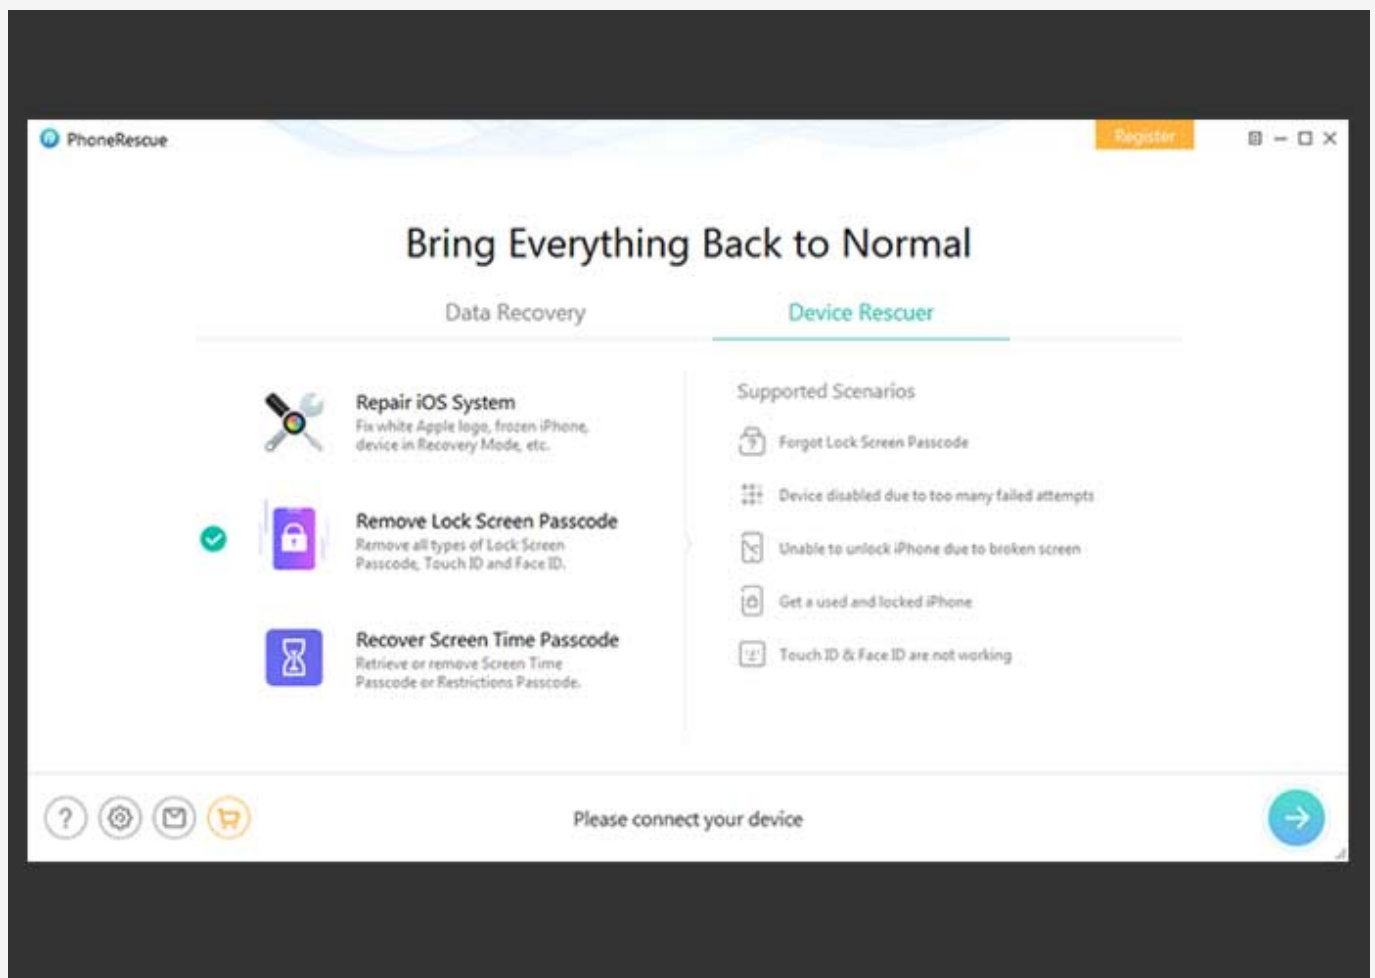 PhoneRescue
Register
Bring Everything Back to Normal
Data Recovery
Device Rescuer
Repair iOS System
Fix white Apple logo, frozen iPhone,
device in Recovery Mode, etc.
Remove Lock Screen Passcode
Remove all types of Lock Screen
Passcode, Touch ID and Face ID.
Recover Screen Time Passcode
Retrieve or remove Screen Time
Passcode or Restrictions Passcode.
Supported Scenarios
Forgot Lock Screen Passcode
Device disabled due to too many failed attempts
Unable to unlock iPhone due to broken screen
Get a used and locked iPhone
Touch ID & Face ID are not working
Please connect your device